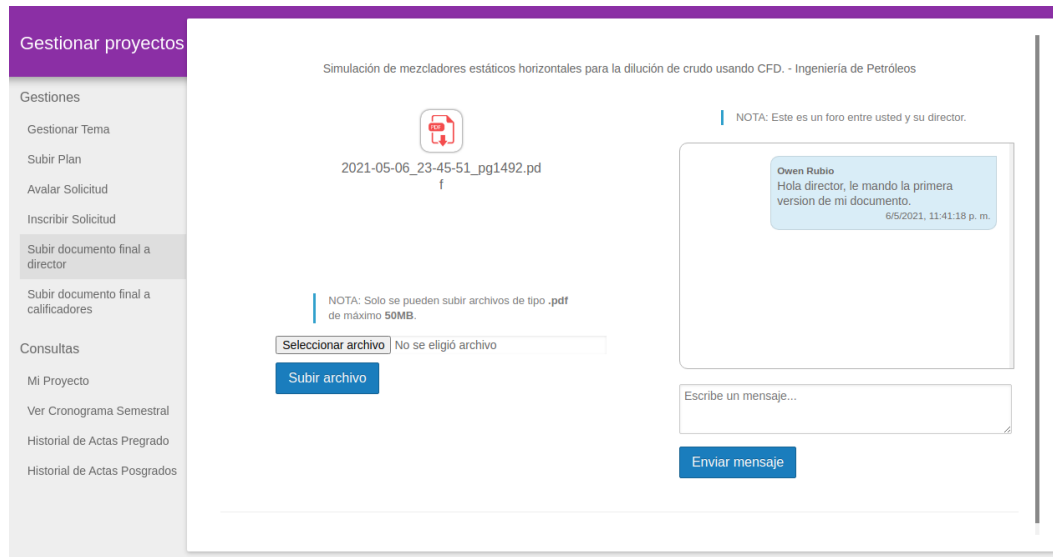 Gestionar proyectos
Gestiones
Gestionar Tema
Subir Plan
Avalar Solicitud
Inscribir Solicitud
Subir documento final a
director
Subir documento final a
calificadores
Consultas
Mi Proyecto
Ver Cronograma Semestral
Historial de Actas Pregrado
Historial de Actas Posgrados
Simulación de mezcladores estáticos horizontales para la dilución de crudo usando CFD. - Ingeniería de Petróleos
PDF
2021-05-06_23-45-51_pg1492.pd
f
NOTA: Solo se pueden subir archivos de tipo .pdf
de máximo 50MB.
Seleccionar archivo No se eligió archivo
Subir archivo
NOTA: Este es un foro entre usted y su director.
Owen Rubio
Hola director, le mando la primera
version de mi documento.
6/5/2021, 11:41:18 p. m.
Escribe un mensaje...
Enviar mensaje